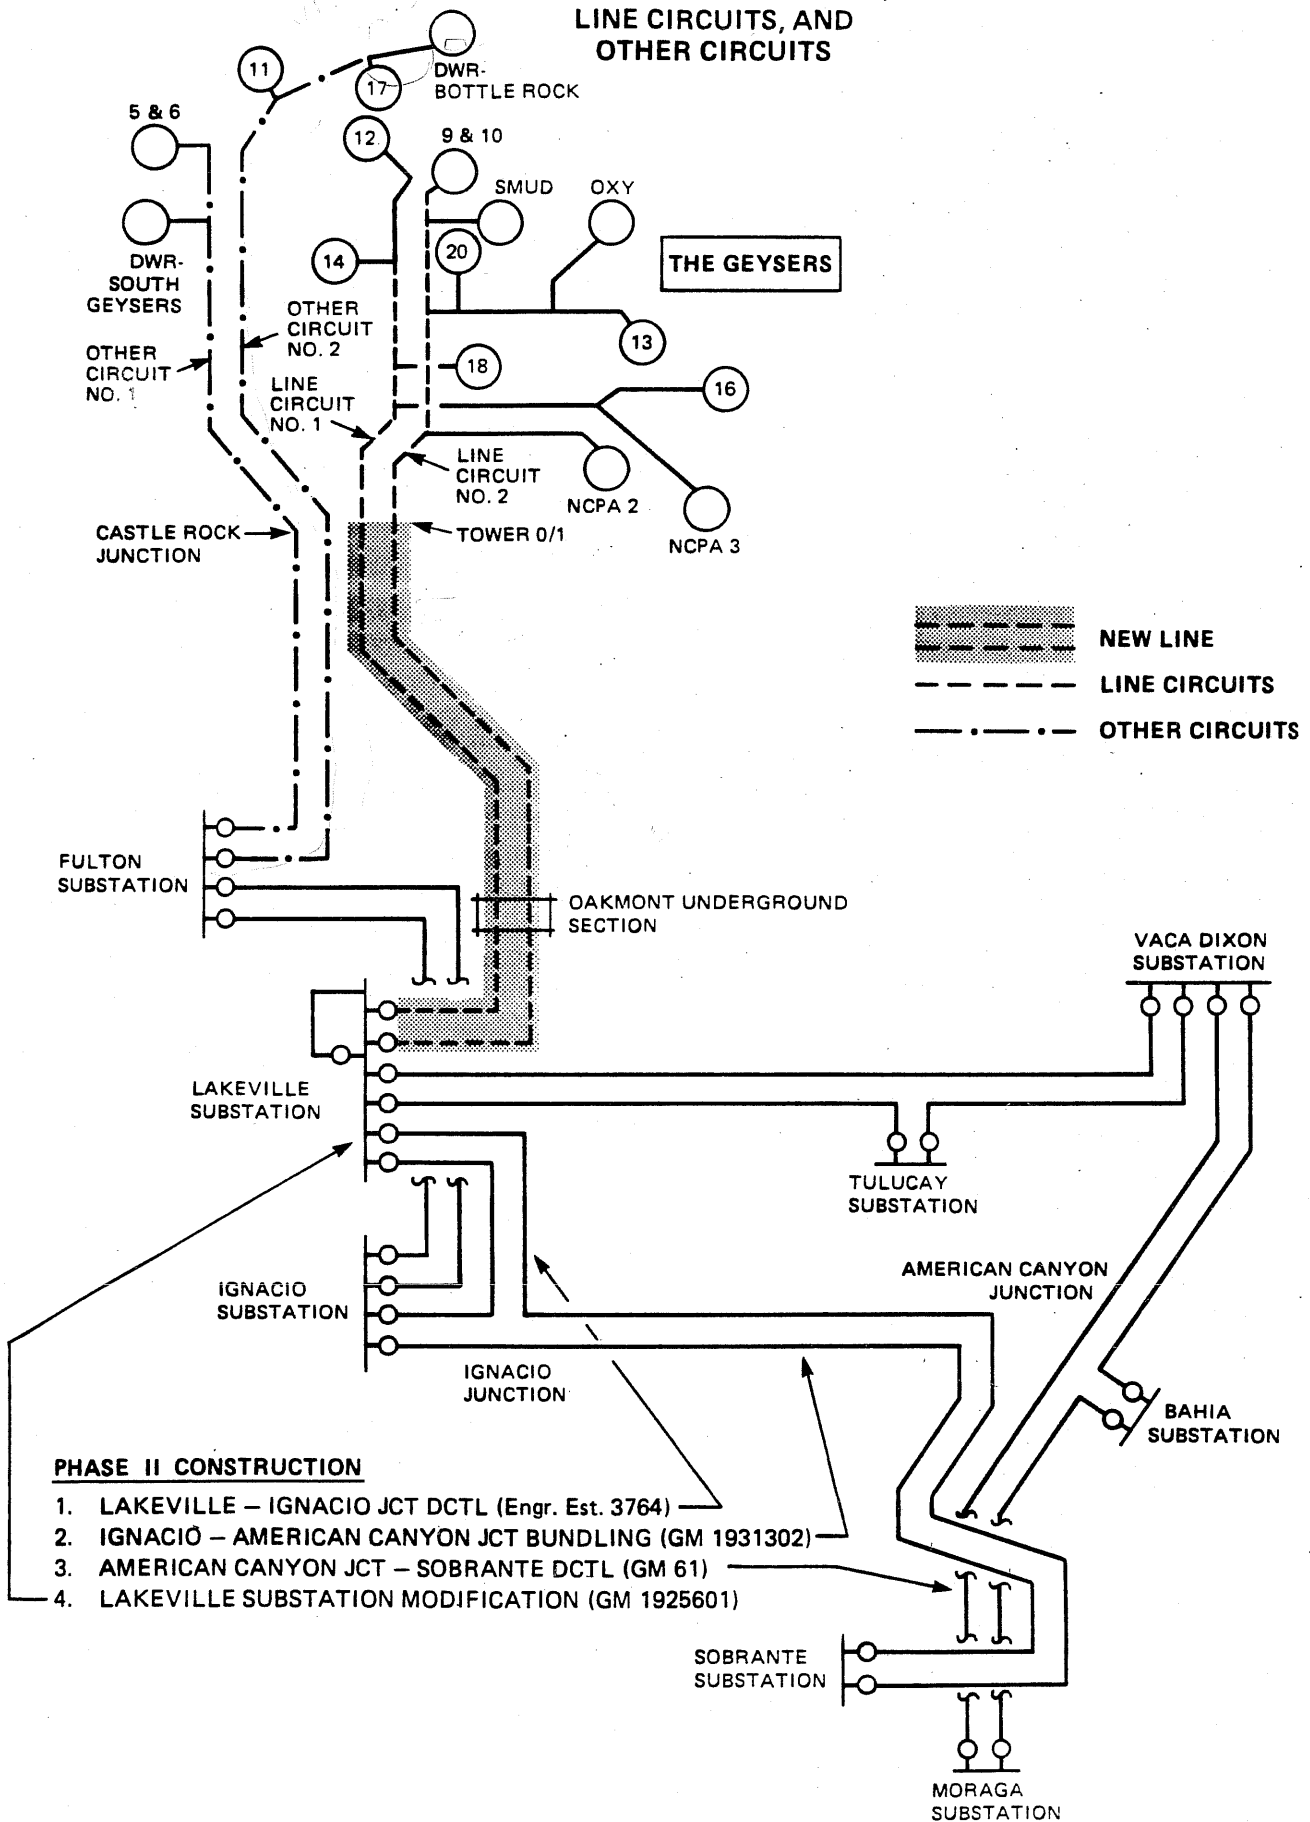 LINE CIRCUITS, AND
OTHER CIRCUITS
11
17
DWR-
BOTTLE ROCK
5 & 6
12
9 & 10
SMUD
OXY
14
20
THE GEYSERS
DWR-
SOUTH
GEYSERS
OTHER
CIRCUIT
NO. 2
13
OTHER
CIRCUIT
NO. 1
18
LINE
CIRCUIT
NO. 1
16
LINE
CIRCUIT
NO. 2
NCPA 2
CASTLE ROCK
JUNCTION
TOWER 0/1
NCPA 3
NEW LINE
LINE CIRCUITS
OTHER CIRCUITS
FULTON
SUBSTATION
OAKMONT UNDERGROUND
SECTION
VACA DIXON
SUBSTATION
LAKEVILLE
SUBSTATION
TULUCAY
SUBSTATION
AMERICAN CANYON
JUNCTION
IGNACIO
SUBSTATION
IGNACIO
JUNCTION
BAHIA
SUBSTATION
PHASE II CONSTRUCTION
1. LAKEVILLE – IGNACIO JCT DCTL (Engr. Est. 3764)
2. IGNACIO – AMERICAN CANYON JCT BUNDLING (GM 1931302)
3. AMERICAN CANYON JCT – SOBRANTE DCTL (GM 61)
4. LAKEVILLE SUBSTATION MODIFICATION (GM 1925601)
SOBRANTE
SUBSTATION
MORAGA
SUBSTATION